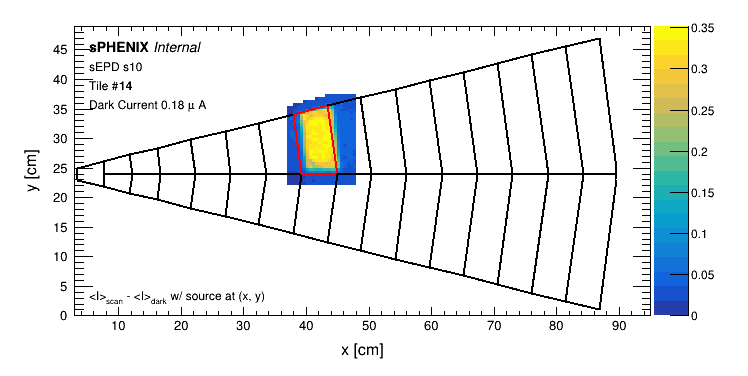 sPHENIX Internal
sEPD s10
Tile #14
Dark Current 0.18 μ A
<I>scan - <I>dark w/ source at (x, y)
y [cm]
45
40
35
30
25
20
15
10
5
0
10 20 30 40 50 60 70 80 90
x [cm]
0.35
0.3
0.25
0.2
0.15
0.1
0.05
0